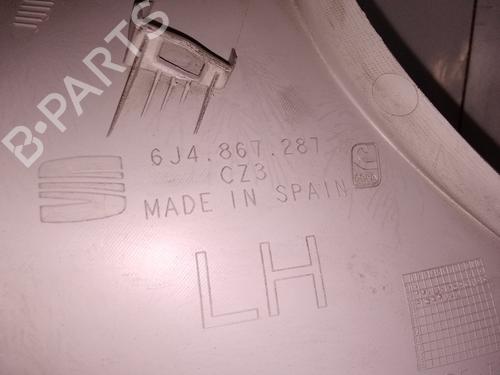 B-PARTS
6J4.867.287
CZ3
MADE IN SPAIN
LH